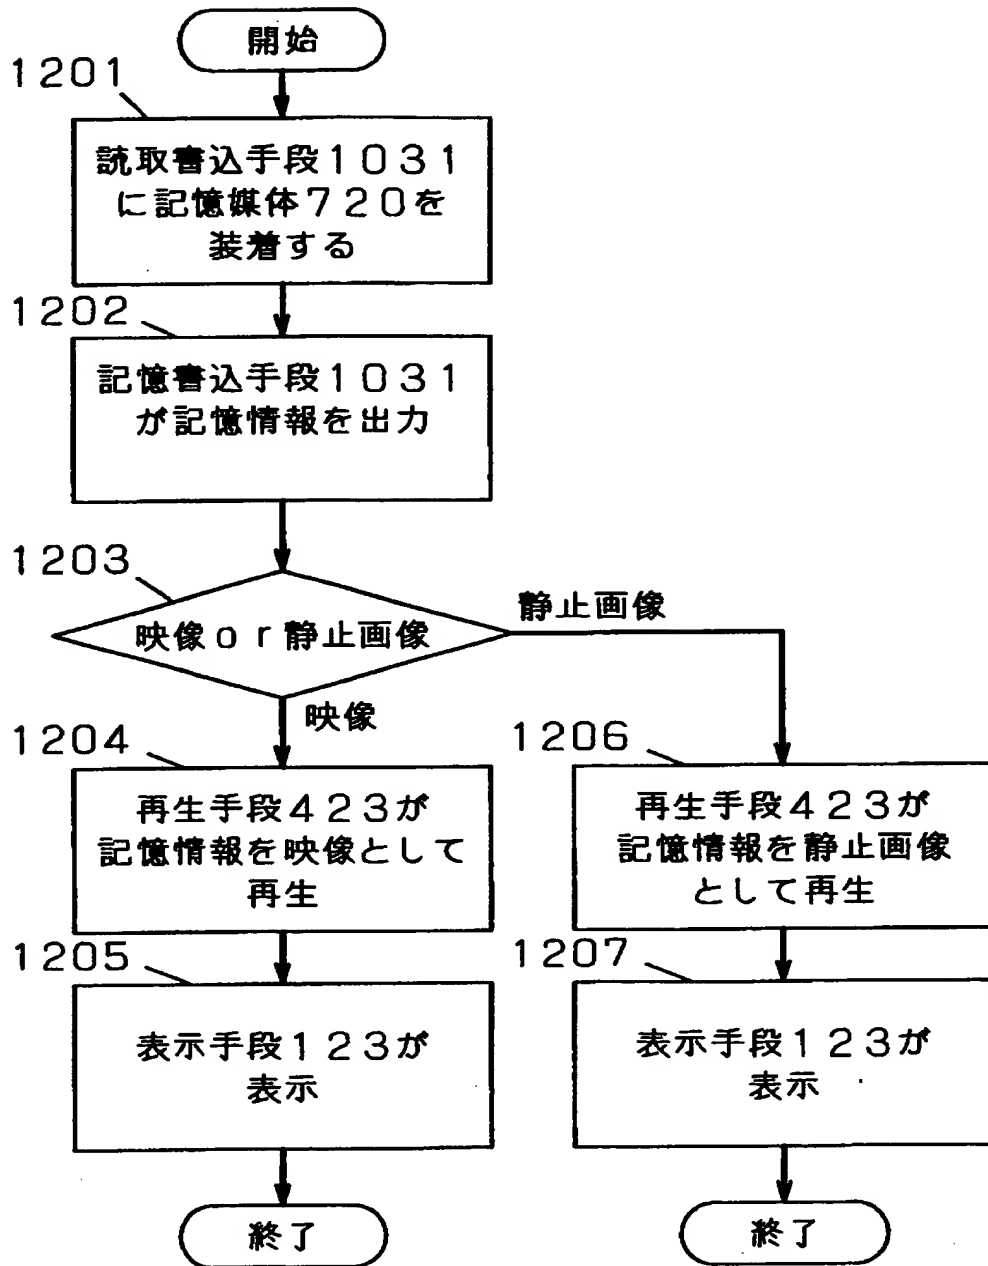 開始
1201
読取書込手段1031
に記憶媒体720を
装着する
1202
記憶書込手段1031
が記憶情報を出力
1203
映像or静止画像
静止画像
映像
1204
再生手段423が
記憶情報を映像として
再生
1206
再生手段423が
記憶情報を静止画像
として再生
1205
表示手段123が
表示
1207
表示手段123が
表示
終了
終了